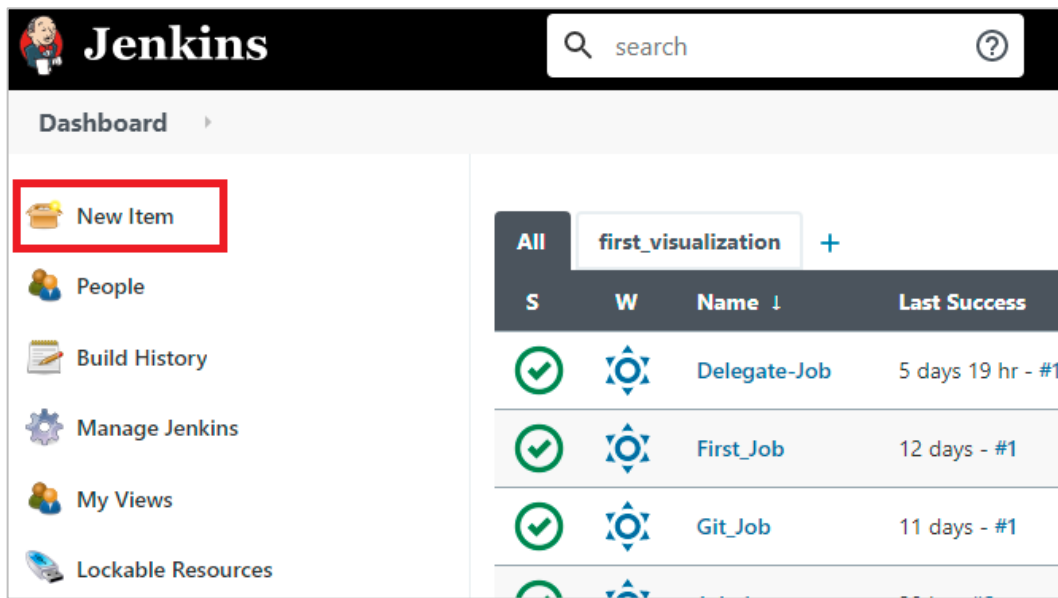 Jenkins
search
Dashboard
New Item
People
Build History
Manage Jenkins
My Views
Lockable Resources
All first_visualization +
S W Name ↓ Last Success
Delegate-Job 5 days 19 hr - #1
First_Job 12 days - #1
Git_Job 11 days - #1